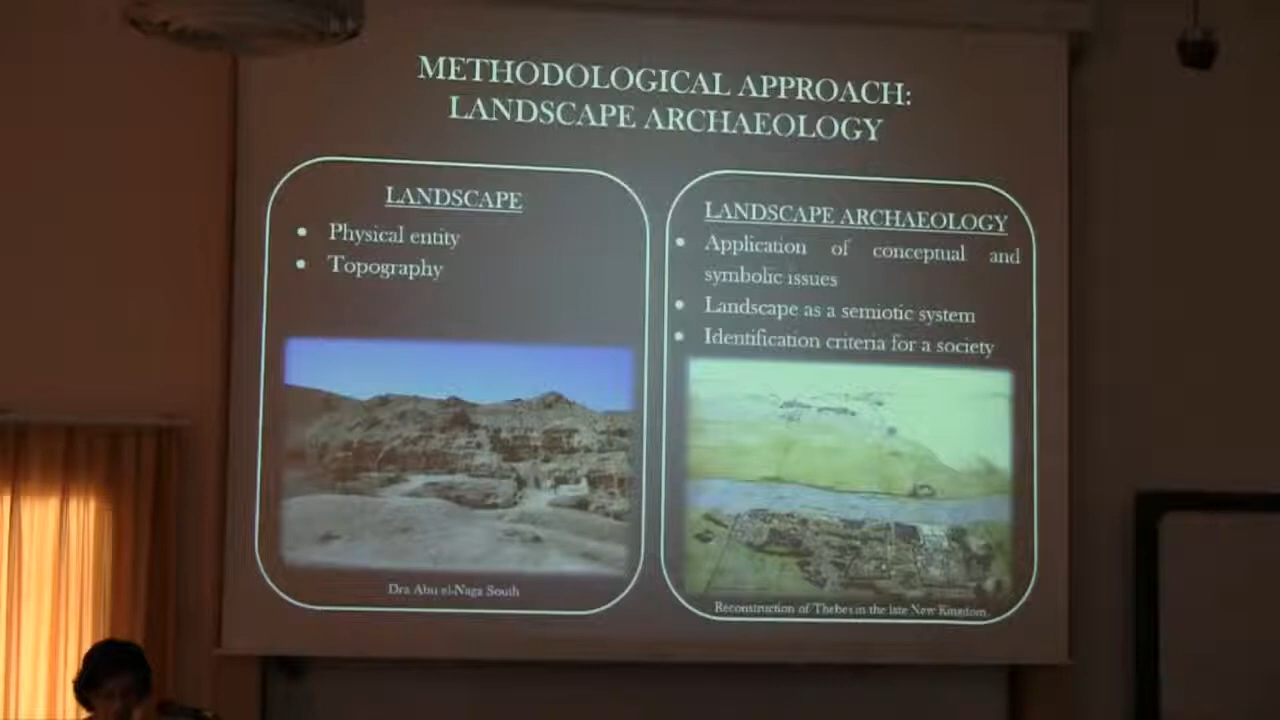 METHODOLOGICAL APPROACH:
LANDSCAPE ARCHAEOLOGY
LANDSCAPE
• Physical entity
• Topography
Dra Abu el-Naga South
LANDSCAPE ARCHAEOLOGY
• Application of conceptual and
symbolic issues
• Landscape as a semiotic system
• Identification criteria for a society
Reconstruction of Thebes in the late New Kingdom.